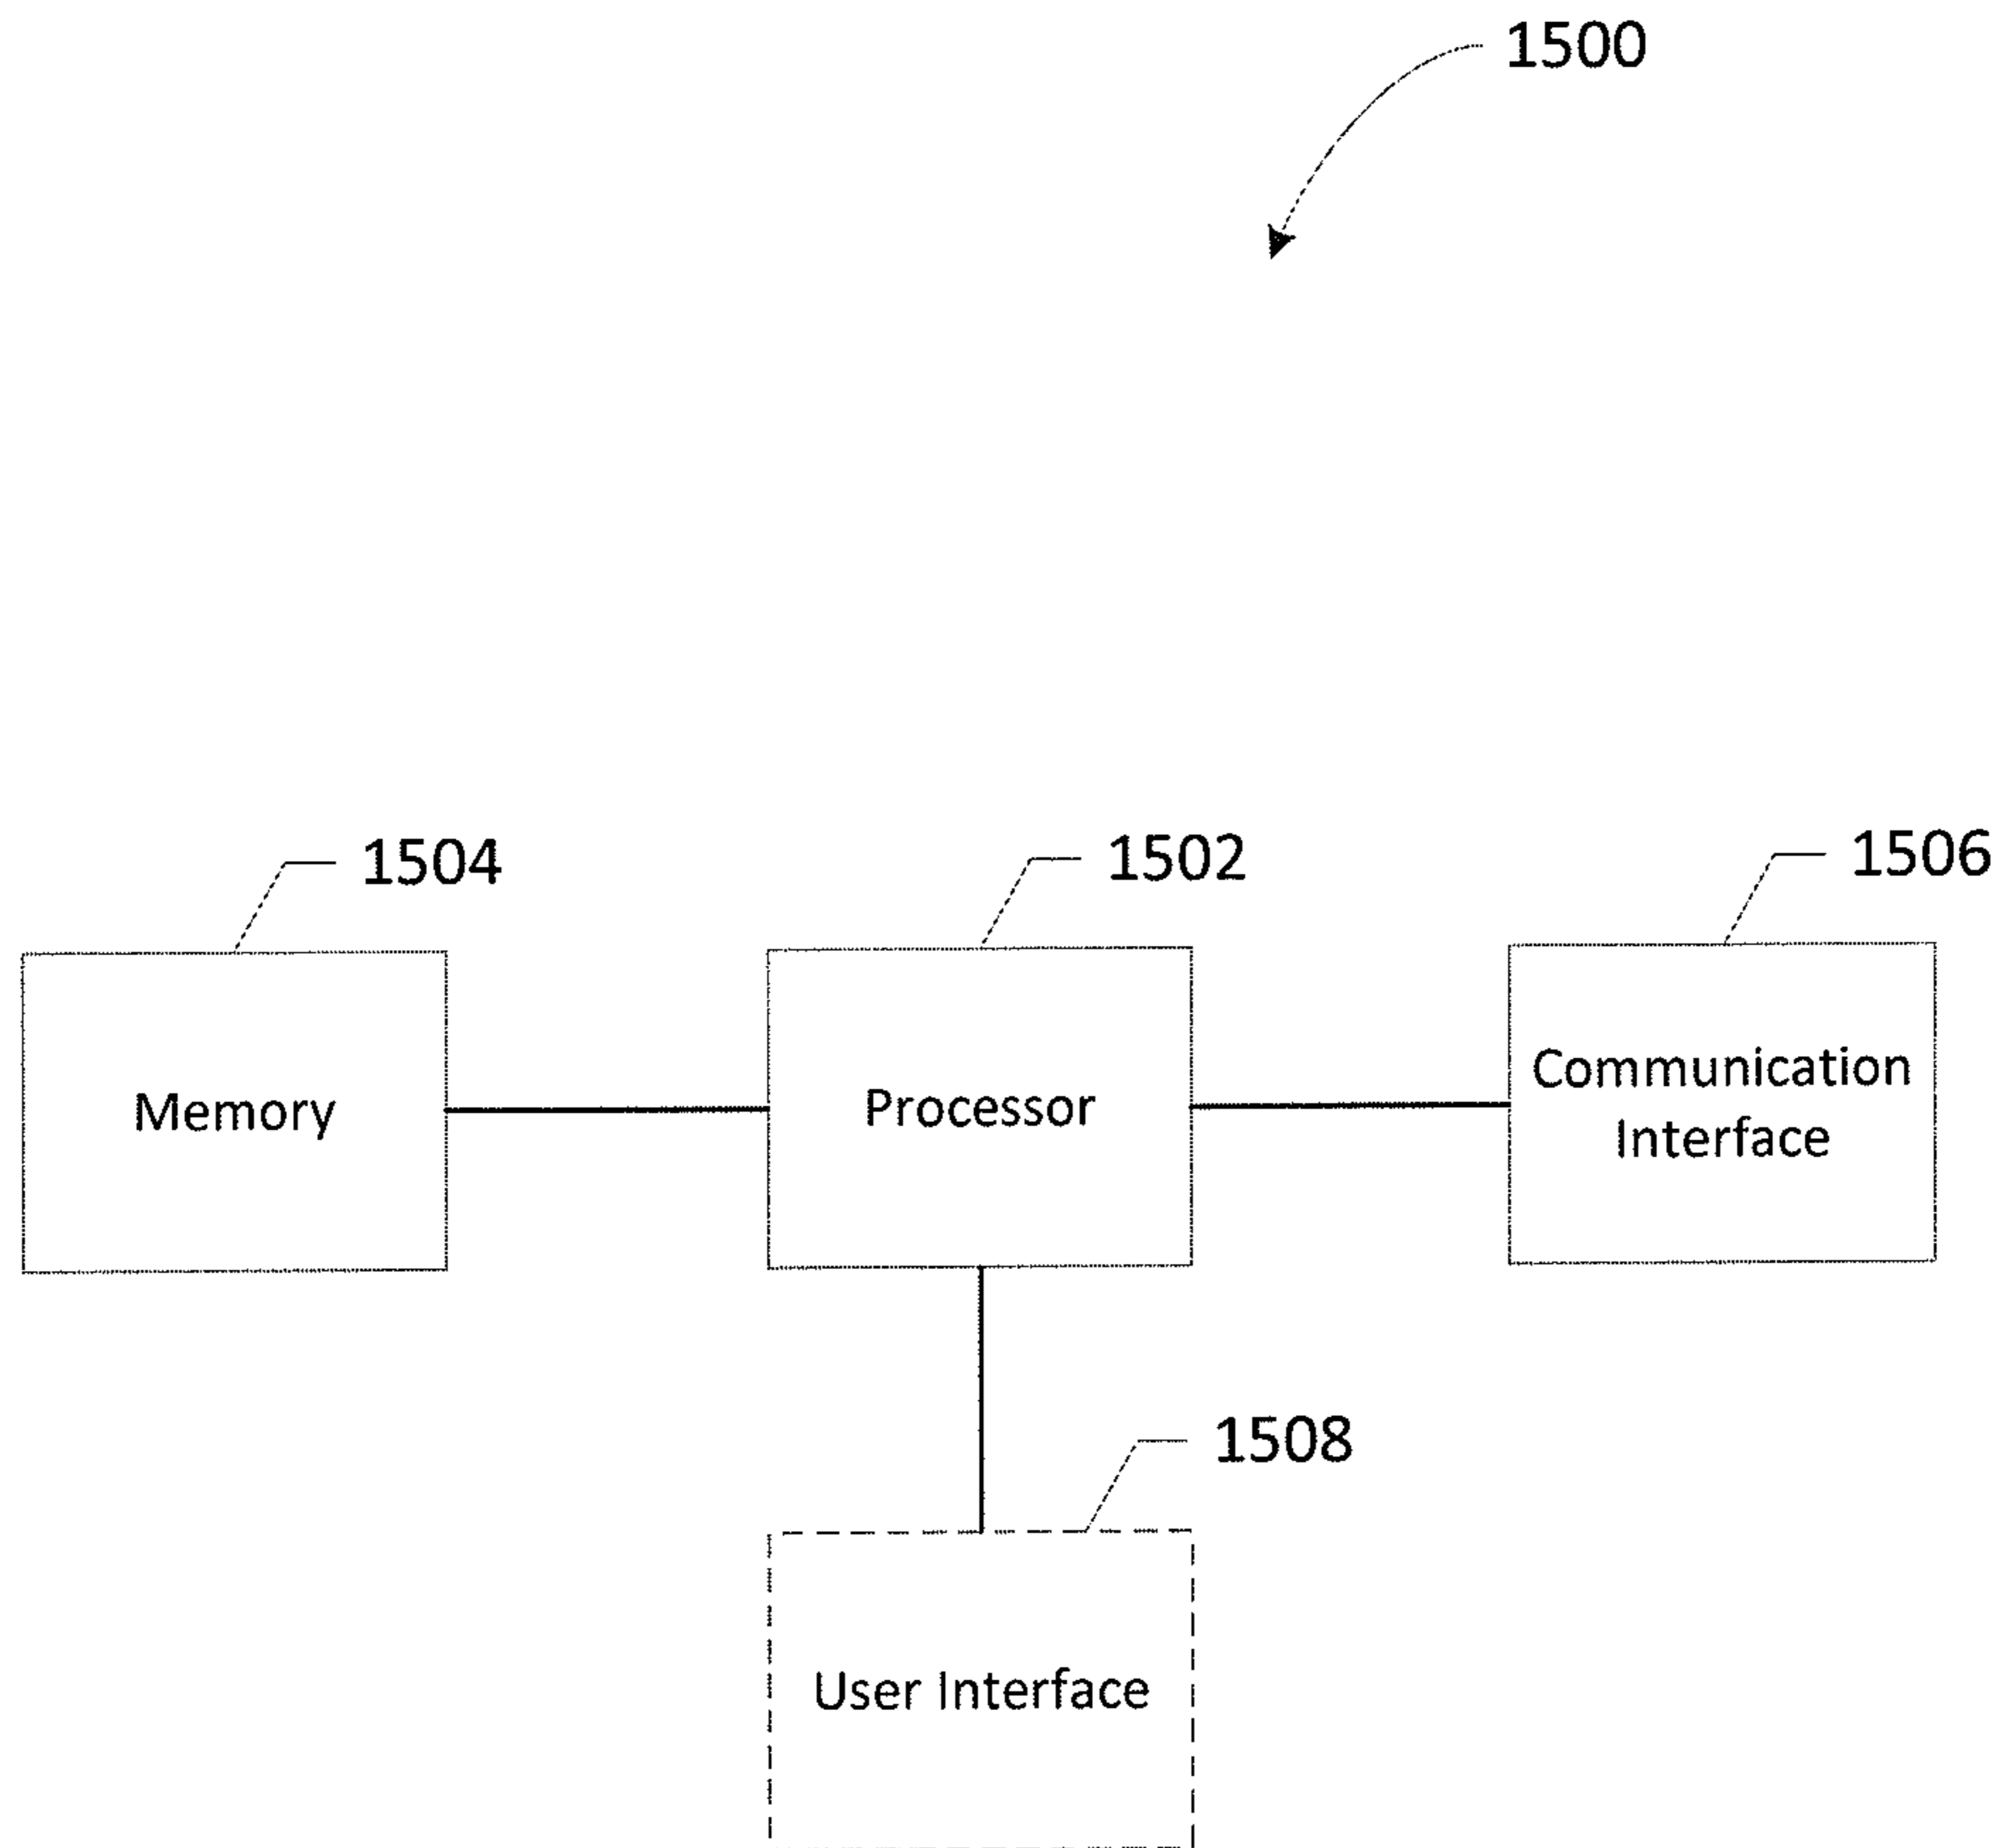 1500
1504
1502
1506
Memory
Processor
Communication
Interface
1508
User Interface